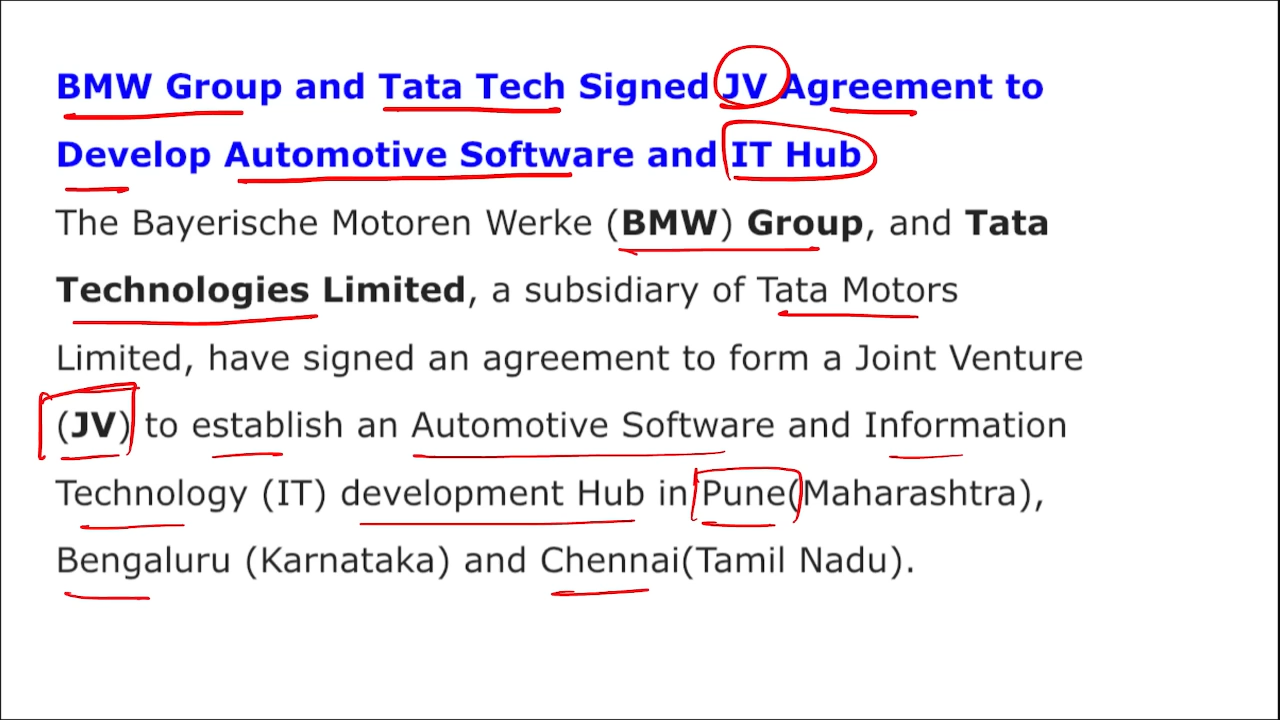 BMW Group and Tata Tech Signed JV Agreement to
Develop Automotive Software and IT Hub
The Bayerische Motoren Werke (BMW) Group, and Tata
Technologies Limited, a subsidiary of Tata Motors
Limited, have signed an agreement to form a Joint Venture
(JV) to establish an Automotive Software and Information
Technology (IT) development Hub in Pune(Maharashtra),
Bengaluru (Karnataka) and Chennai(Tamil Nadu).